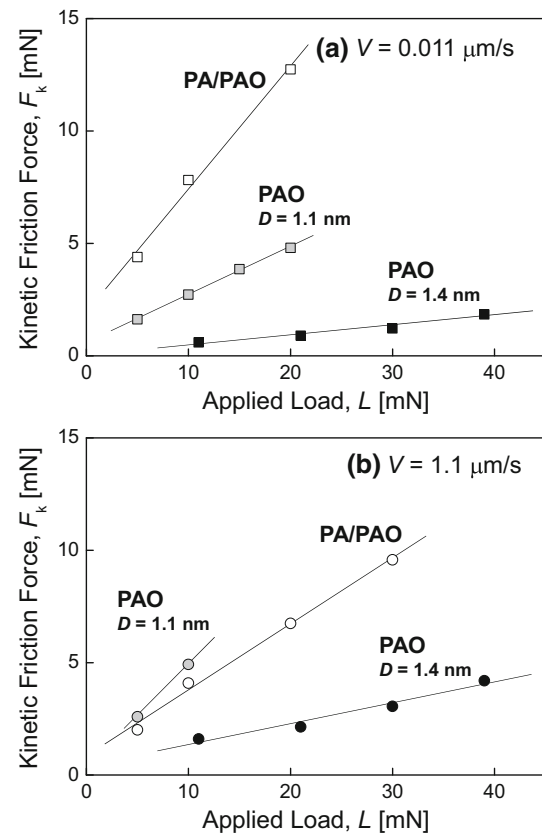 15
(a) V = 0.011 μm/s
PA/PAO
10
PAO
D = 1.1 nm
5
PAO
D = 1.4 nm
0
0 10 20 30 40
Kinetic Friction Force, Fk [mN]
Applied Load, L [mN]
15
(b) V = 1.1 μm/s
PA/PAO
10
PAO
D = 1.1 nm
5
PAO
D = 1.4 nm
0
0 10 20 30 40
Kinetic Friction Force, Fk [mN]
Applied Load, L [mN]